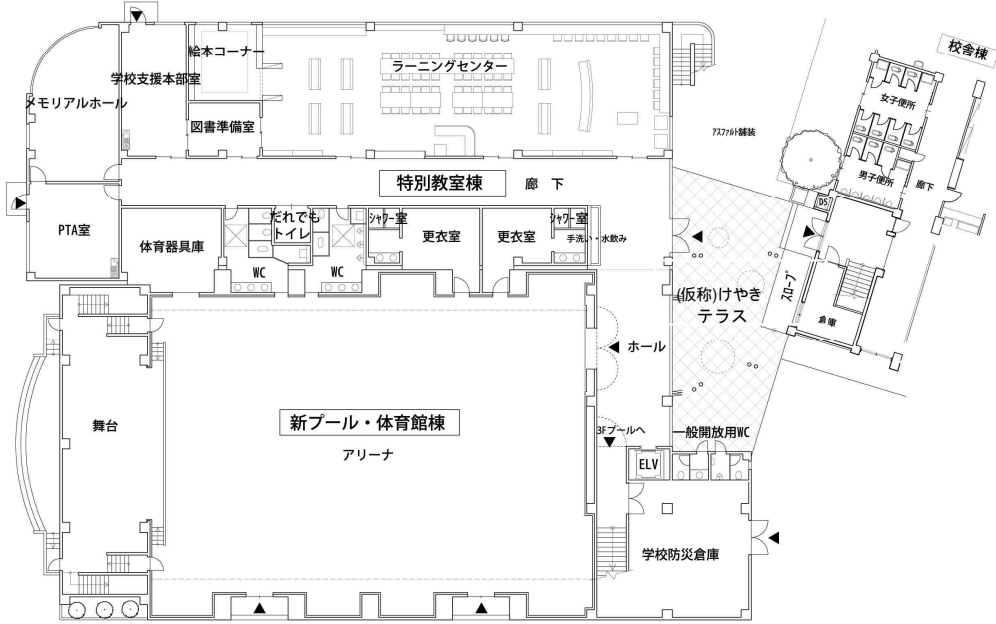 校舎棟
絵本コーナー
学校支援本部室
ラーニングセンター
メモリアルホール
図書準備室
女子便所
アスファルト舗装
男子便所
廊下
DS
特別教室棟
廊下
PTA室
体育器具庫
だれでも
トイレ
WC
WC
シャワー室
更衣室
更衣室
シャワー室
手洗い・水飲み
(仮称)けやき
テラス
スロープ
倉庫
ホール
舞台
新プール・体育館棟
アリーナ
3Fプールへ
一般開放用WC
ELV
学校防災倉庫